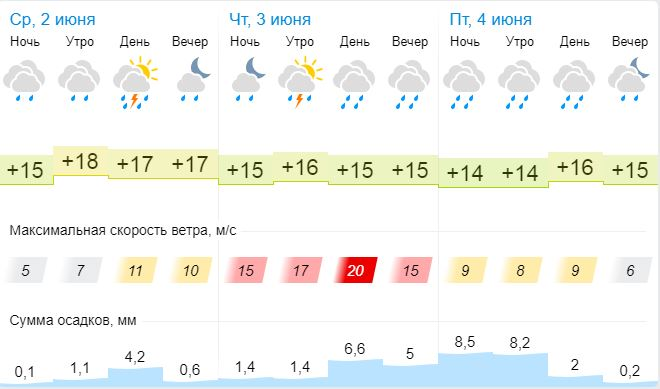 Ср, 2 июня Чт, 3 июня Пт, 4 июня
Ночь Утро День Вечер Ночь Утро День Вечер Ночь Утро День Вечер
+15 +18 +17 +17 +15 +16 +15 +15 +14 +14 +16 +15
Максимальная скорость ветра, м/с
5 7 11 10 15 17 20 15 9 8 9 6
Сумма осадков, мм
0,1 1,1 4,2 0,6 1,4 1,4 6,6 5 8,5 8,2 2 0,2